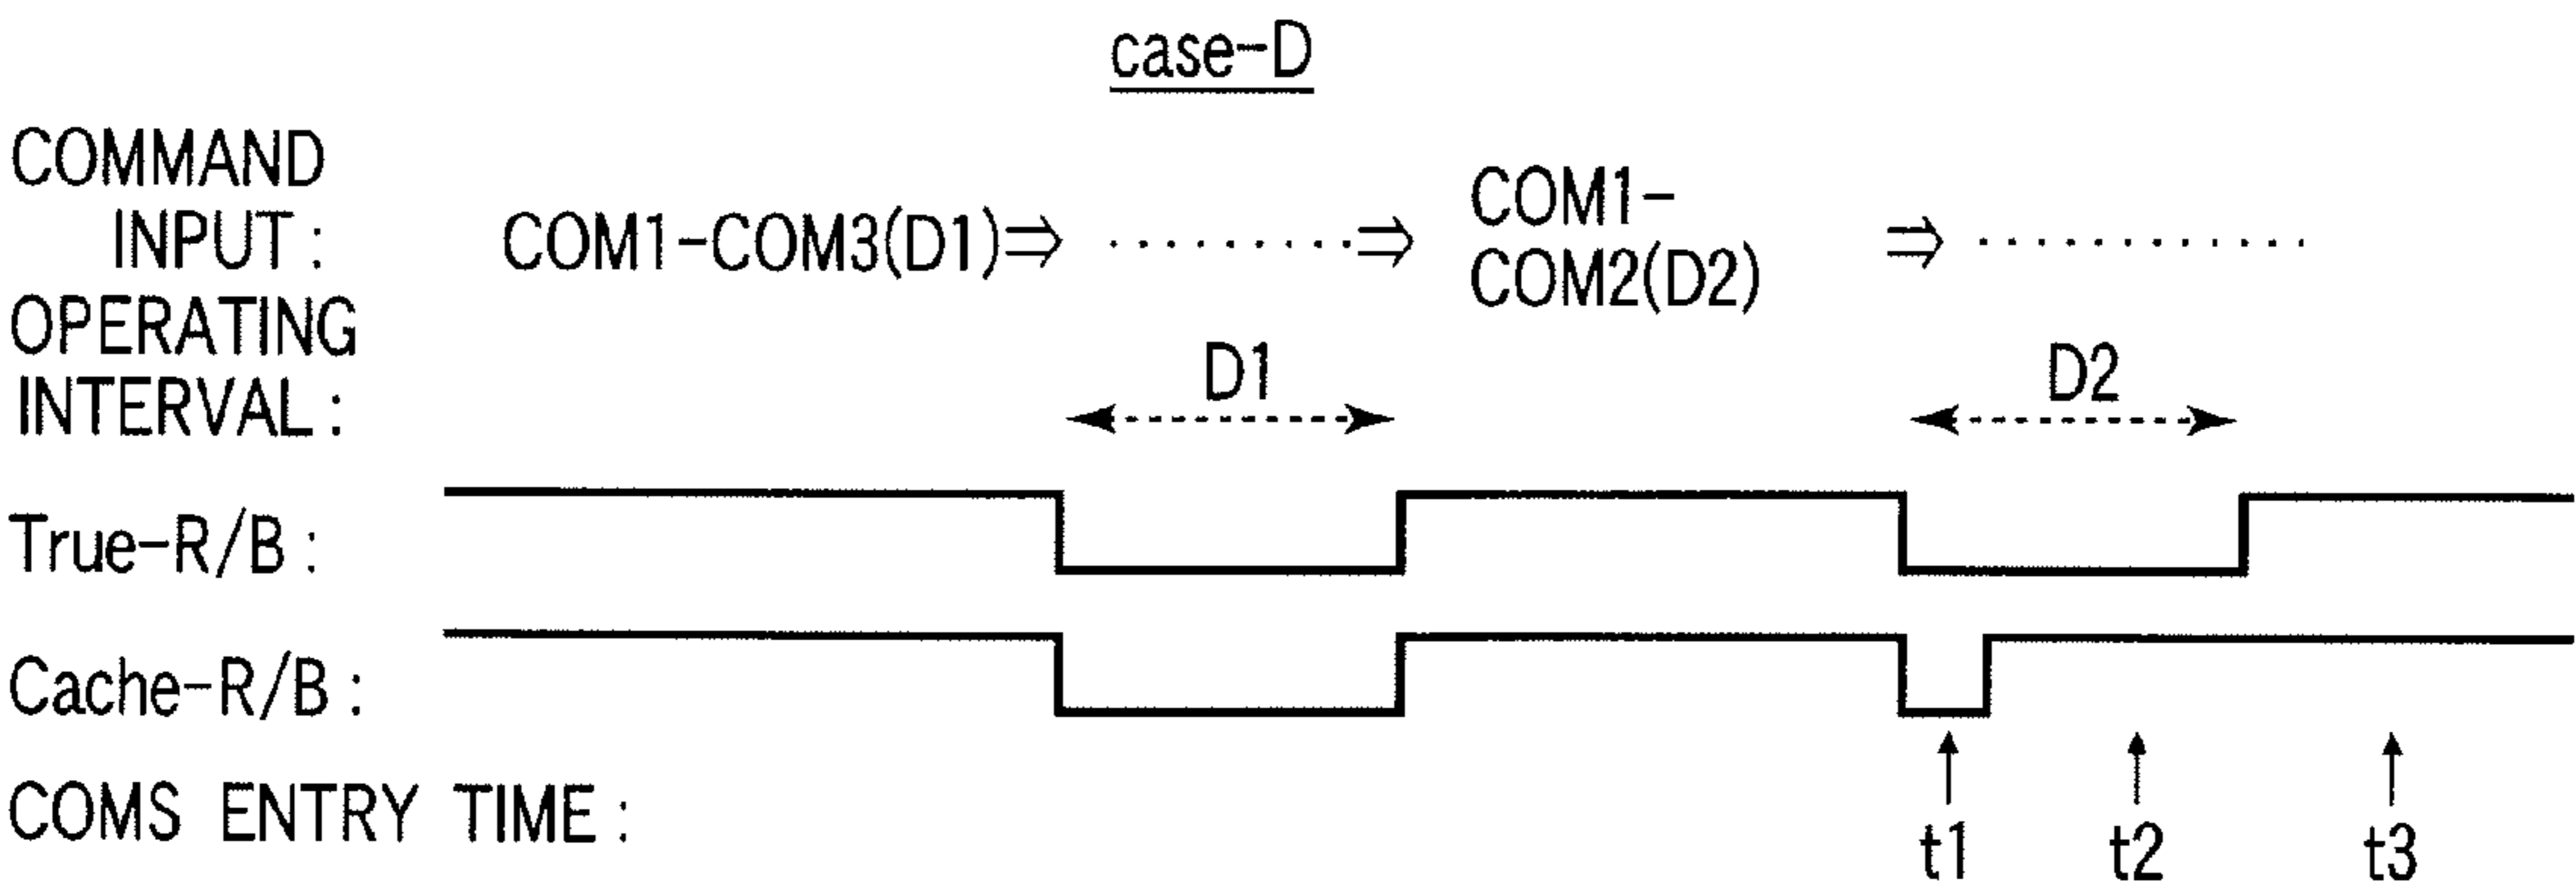 case-D
COMMAND
INPUT :
COM1-COM3(D1)⇒ ..........⇒
COM1-
COM2(D2)
⇒ .............
OPERATING
INTERVAL :
D1
D2
True-R/B :
Cache-R/B :
COMS ENTRY TIME :
t1
t2
t3